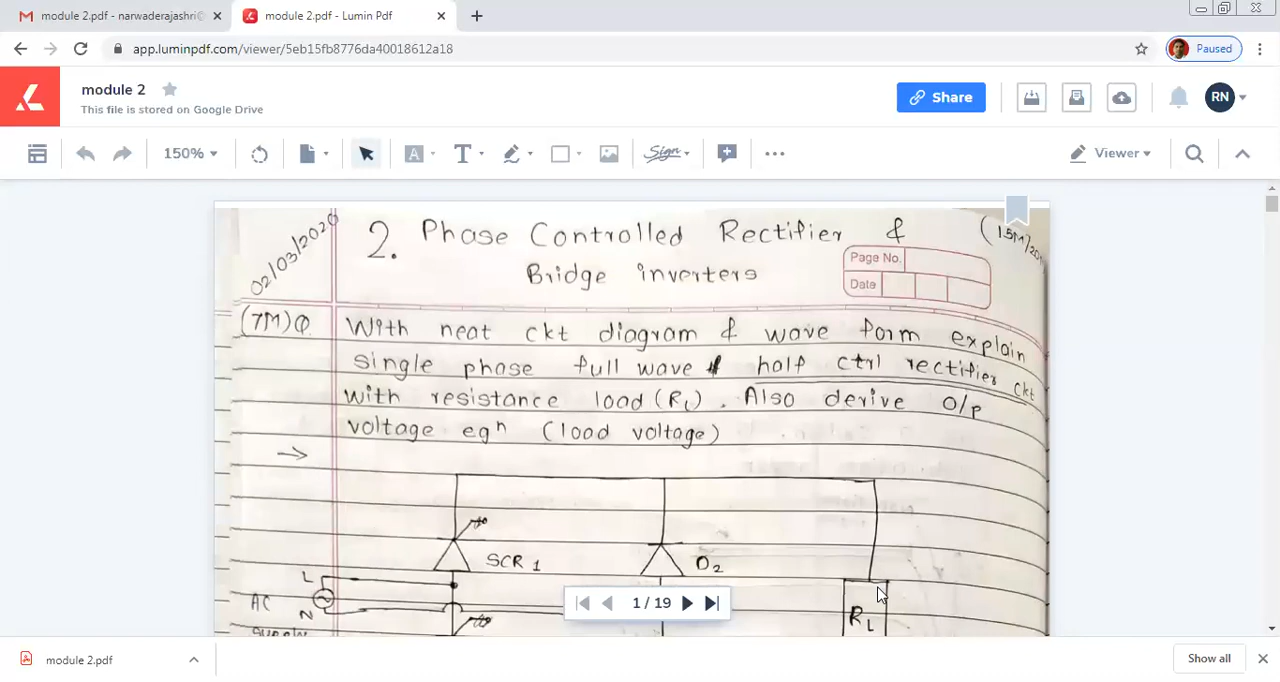 module 2.pdf - narwaderajshri@
module 2.pdf - Lumin Pdf
app.luminpdf.com/viewer/5eb15fb8776da40018612a18
Paused
module 2
This file is stored on Google Drive
Share
RN
150%
A
T
Sign
Viewer
02/03/2020
2. Phase Controlled Rectifier &
Bridge inverters
(15M)
Page No.
Date
(7M)Q With neat ckt diagram & wave form explain
single phase full wave half ctrl rectifier ckt
with resistance load (RL). Also derive O/p
voltage eqn (load voltage)
→
SCR 1
D2
L
AC
N
supply
RL
1 / 19
module 2.pdf
Show all